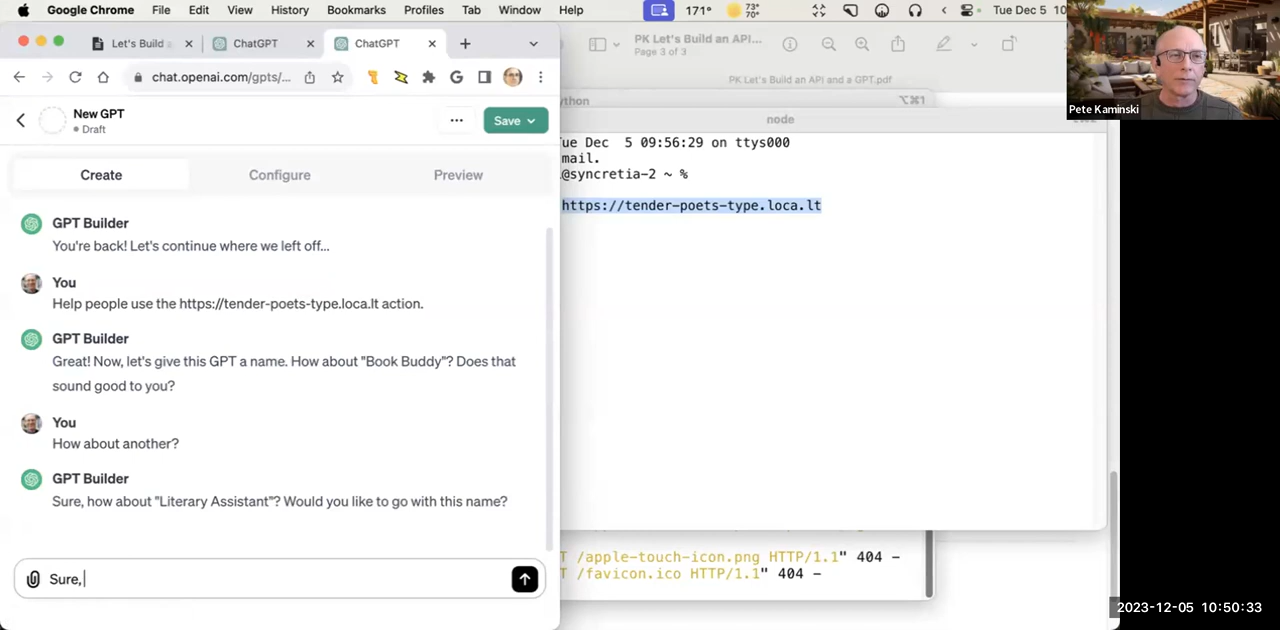 Google Chrome File Edit View History Bookmarks Profiles Tab Window Help 171° 73° 70° Tue Dec 5 10
Let's Build a ChatGPT ChatGPT
chat.openai.com/gpts/...
New GPT
Draft
Save
Create Configure Preview
GPT Builder
You're back! Let's continue where we left off...
You
Help people use the https://tender-poets-type.loca.lt action.
GPT Builder
Great! Now, let's give this GPT a name. How about "Book Buddy"? Does that
sound good to you?
You
How about another?
GPT Builder
Sure, how about "Literary Assistant"? Would you like to go with this name?
Sure,
PK Let's Build an API...
Page 3 of 3
PK Let's Build an API and a GPT.pdf
ython ⌥⌘1
node
ue Dec 5 09:56:29 on ttys000
mail.
@syncretia-2 ~ %
https://tender-poets-type.loca.lt
T /apple-touch-icon.png HTTP/1.1" 404 -
T /favicon.ico HTTP/1.1" 404 -
Pete Kaminski
2023-12-05 10:50:33